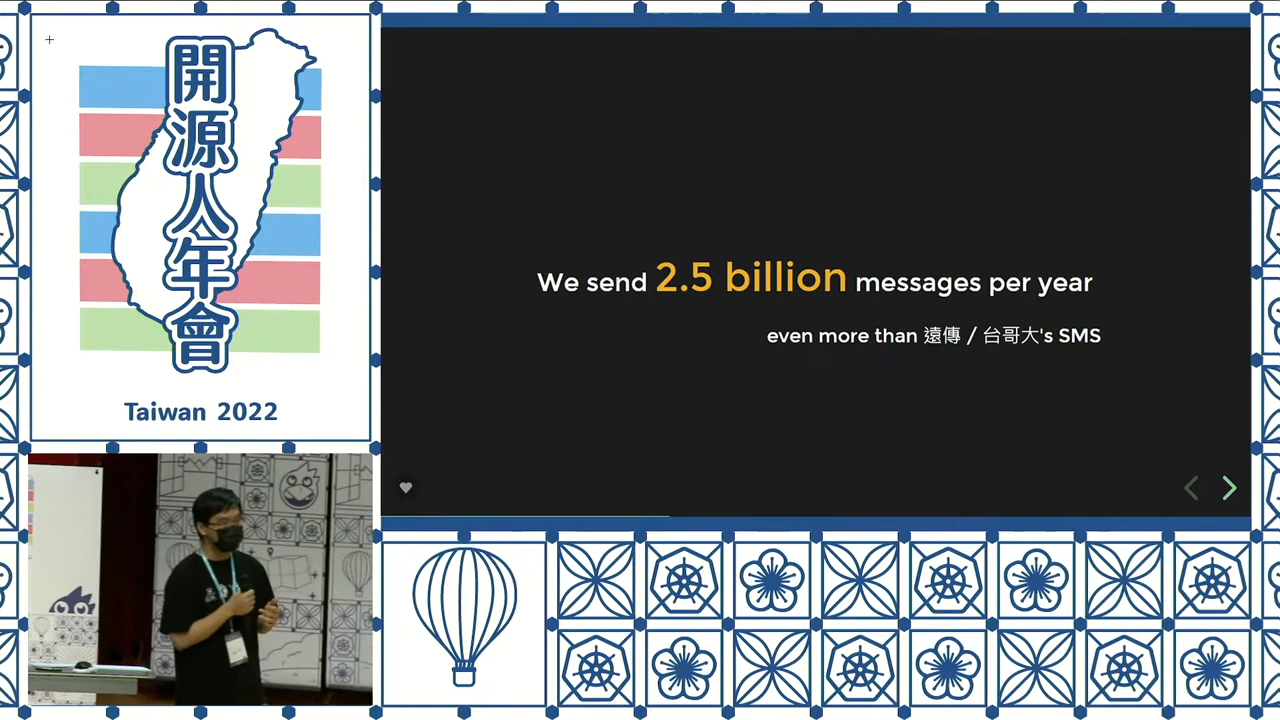 開源人年會
Taiwan 2022
We send 2.5 billion messages per year
even more than 遠傳 / 台哥大's SMS